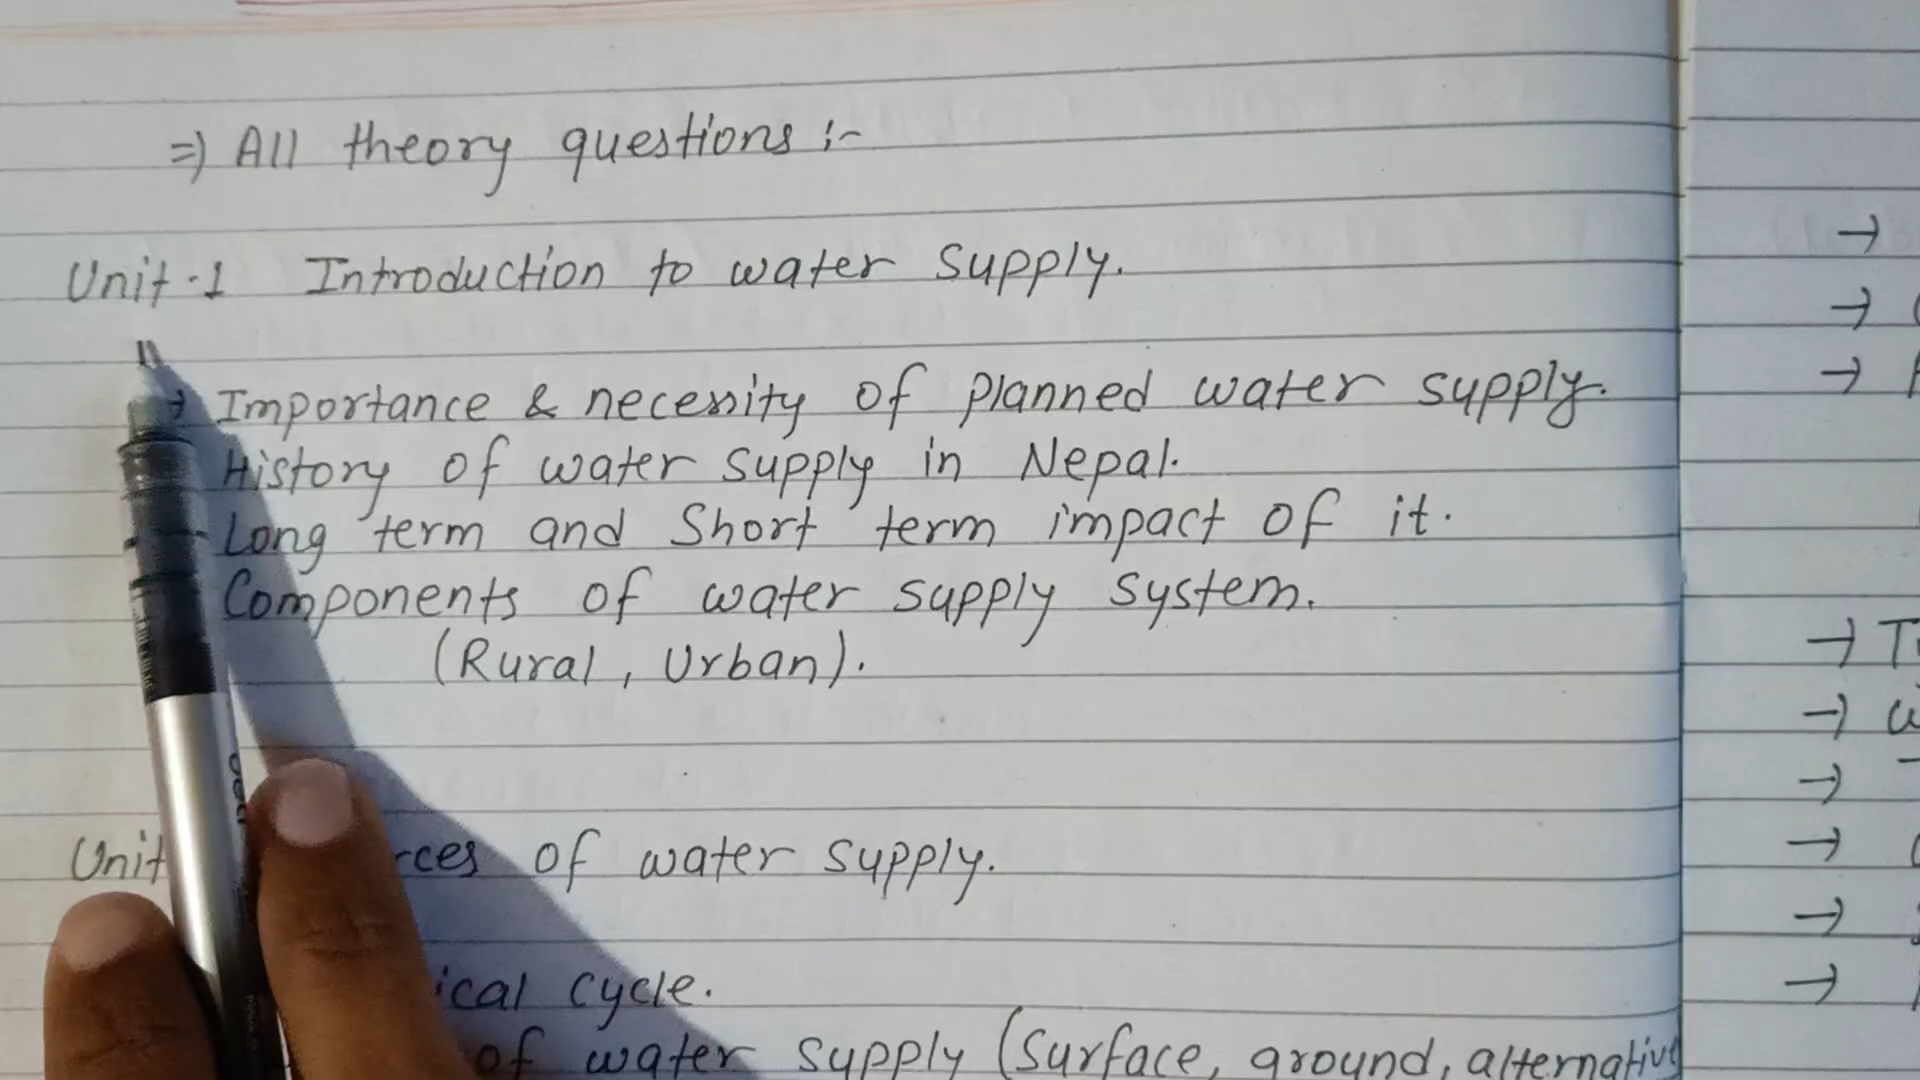 =) All theory questions :-
Unit-1 Introduction to water supply.
→ Importance & necessity of planned water supply.
History of water supply in Nepal.
Long term and Short term impact of it.
Components of water supply system.
(Rural, Urban).
Unit of water supply.
cycle.
of water supply (Surface, ground, alternative